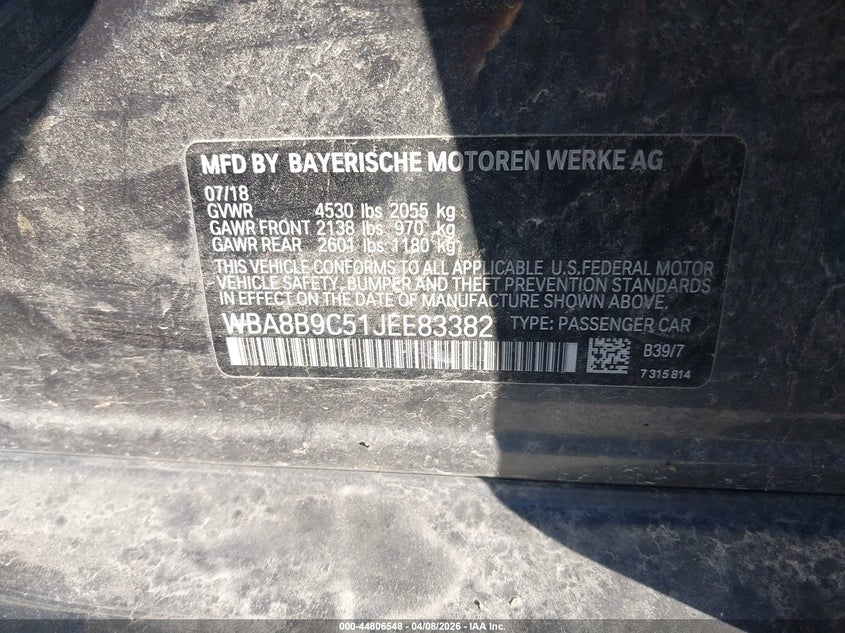 MFD BY BAYERISCHE MOTOREN WERKE AG
07/18
GVWR 4530 lbs 2055 kg
GAWR FRONT 2138 lbs 970 kg
GAWR REAR 2601 lbs 1180 kg
THIS VEHICLE CONFORMS TO ALL APPLICABLE U.S.FEDERAL MOTOR
VEHICLE SAFETY, BUMPER AND THEFT PREVENTION STANDARDS
IN EFFECT ON THE DATE OF MANUFACTURE SHOWN ABOVE.
WBA8B9C51JEE83382 TYPE: PASSENGER CAR
B39/7
7 315 814
000-44806548 - 04/08/2026 - IAA Inc.